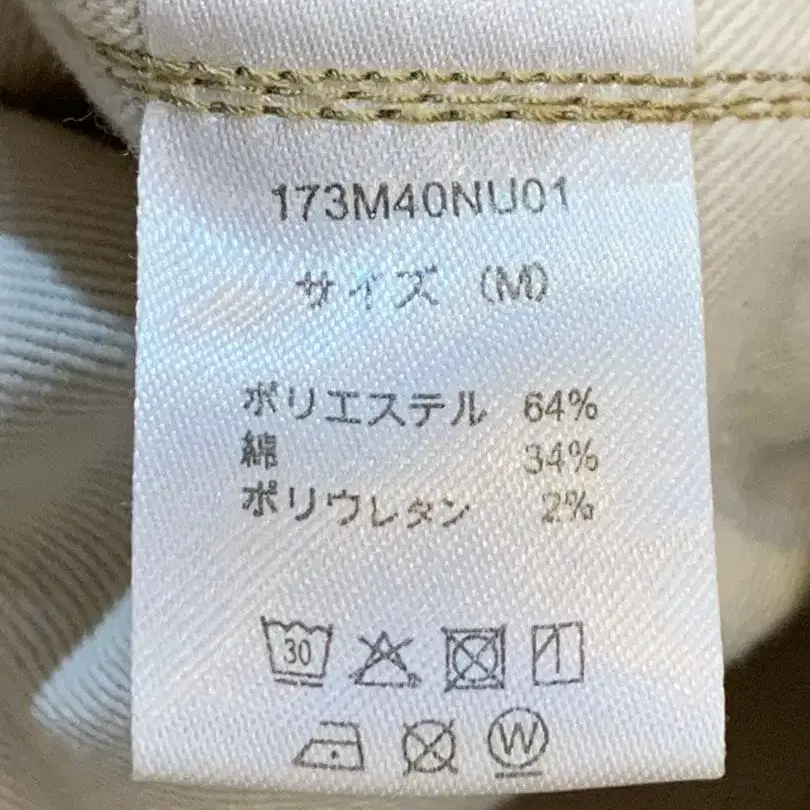 173M40NU01
サイズ (M)
ポリエステル 64%
綿 34%
ポリウレタン 2%
30
W